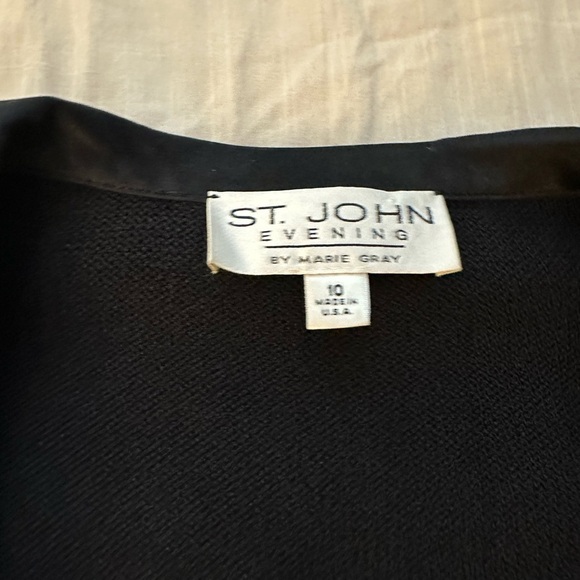 ST. JOHN
EVENING
BY MARIE GRAY
10
MADE IN
U.S.A.